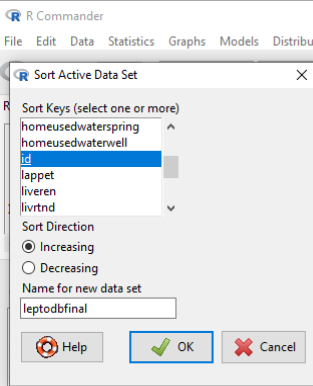 R Commander
File Edit Data Statistics Graphs Models Distribu
Sort Active Data Set
Sort Keys (select one or more)
homeusedwaterspring
homeusedwaterwell
id
lappet
liveren
livrtnd
Sort Direction
Increasing
Decreasing
Name for new data set
leptodbfinal
Help OK Cancel